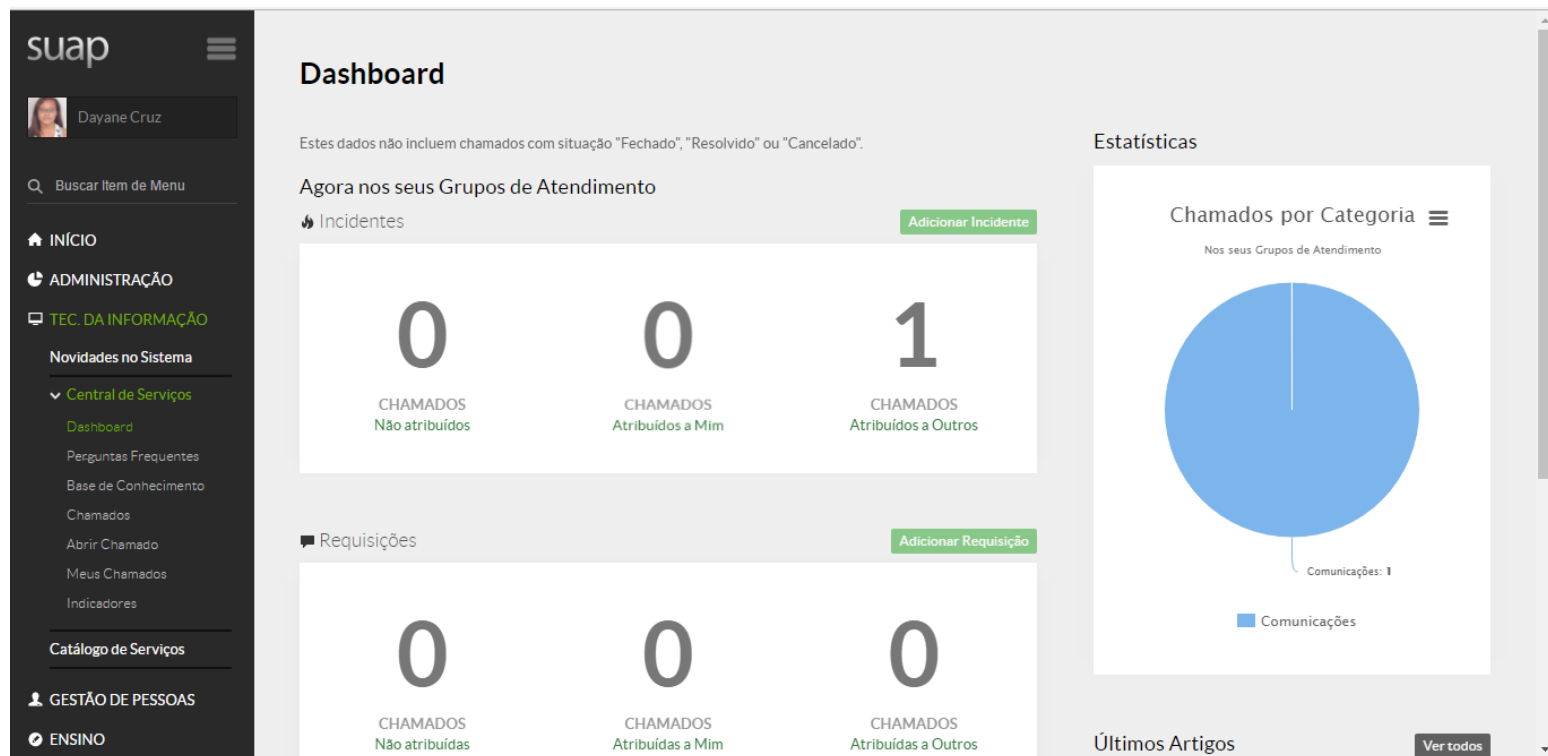 suap
Dayane Cruz
Buscar Item de Menu
INÍCIO
ADMINISTRAÇÃO
TEC. DA INFORMAÇÃO
Novidades no Sistema
Central de Serviços
Dashboard
Perguntas Frequentes
Base de Conhecimento
Chamados
Abrir Chamado
Meus Chamados
Indicadores
Catálogo de Serviços
GESTÃO DE PESSOAS
ENSINO
Dashboard
Estes dados não incluem chamados com situação "Fechado", "Resolvido" ou "Cancelado".
Agora nos seus Grupos de Atendimento
Incidentes
Adicionar Incidente
0
CHAMADOS
Não atribuídos
0
CHAMADOS
Atribuídos a Mim
1
CHAMADOS
Atribuídos a Outros
Requisições
Adicionar Requisição
0
CHAMADOS
Não atribuídas
0
CHAMADOS
Atribuídas a Mim
0
CHAMADOS
Atribuídas a Outros
Estatísticas
Chamados por Categoria
Nos seus Grupos de Atendimento
Comunicações: 1
Comunicações
Últimos Artigos
Ver todos